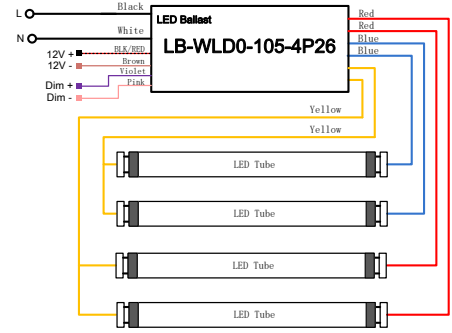 Black
L
White
N
BLK/RED
12V +
Brown
12V -
Violet
Dim +
Pink
Dim -
LED Ballast
LB-WLD0-105-4P26
Red
Red
Blue
Blue
Yellow
Yellow
LED Tube
LED Tube
LED Tube
LED Tube